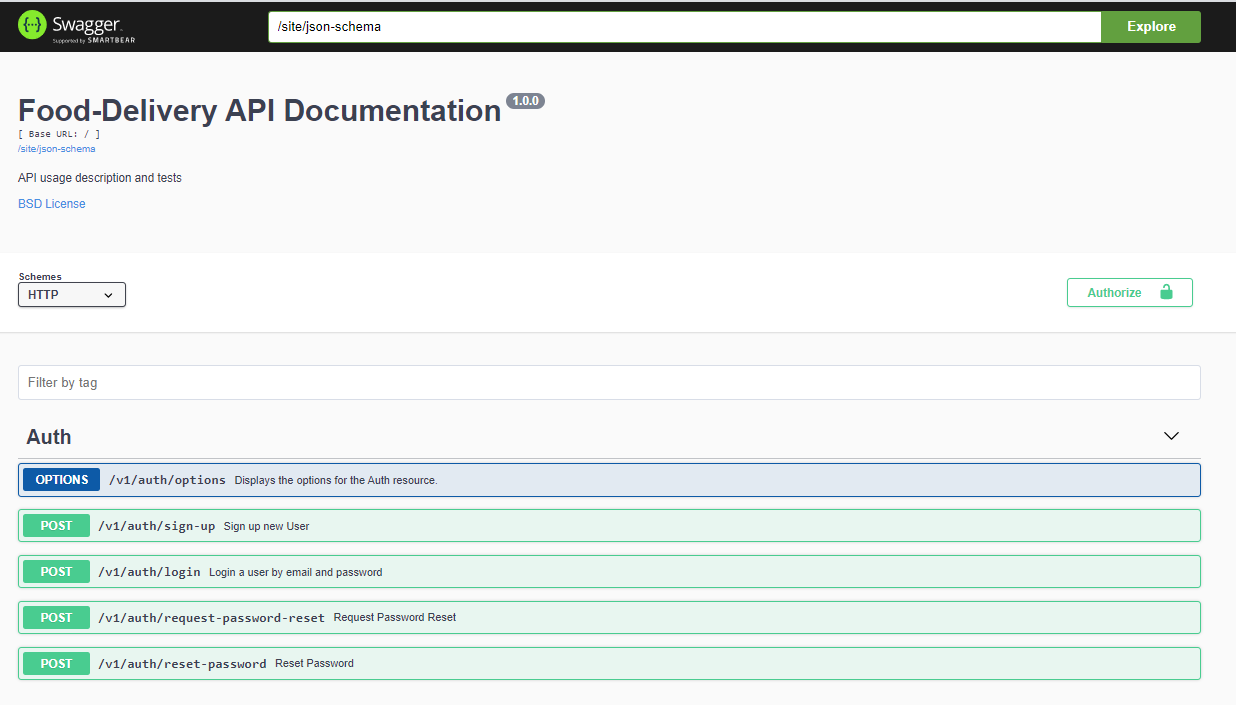 Swagger
Supported by SMARTBEAR
/site/json-schema
Explore
Food-Delivery API Documentation 1.0.0
[ Base URL: / ]
/site/json-schema
API usage description and tests
BSD License
Schemes
HTTP
Authorize
Filter by tag
Auth
OPTIONS /v1/auth/options Displays the options for the Auth resource.
POST /v1/auth/sign-up Sign up new User
POST /v1/auth/login Login a user by email and password
POST /v1/auth/request-password-reset Request Password Reset
POST /v1/auth/reset-password Reset Password